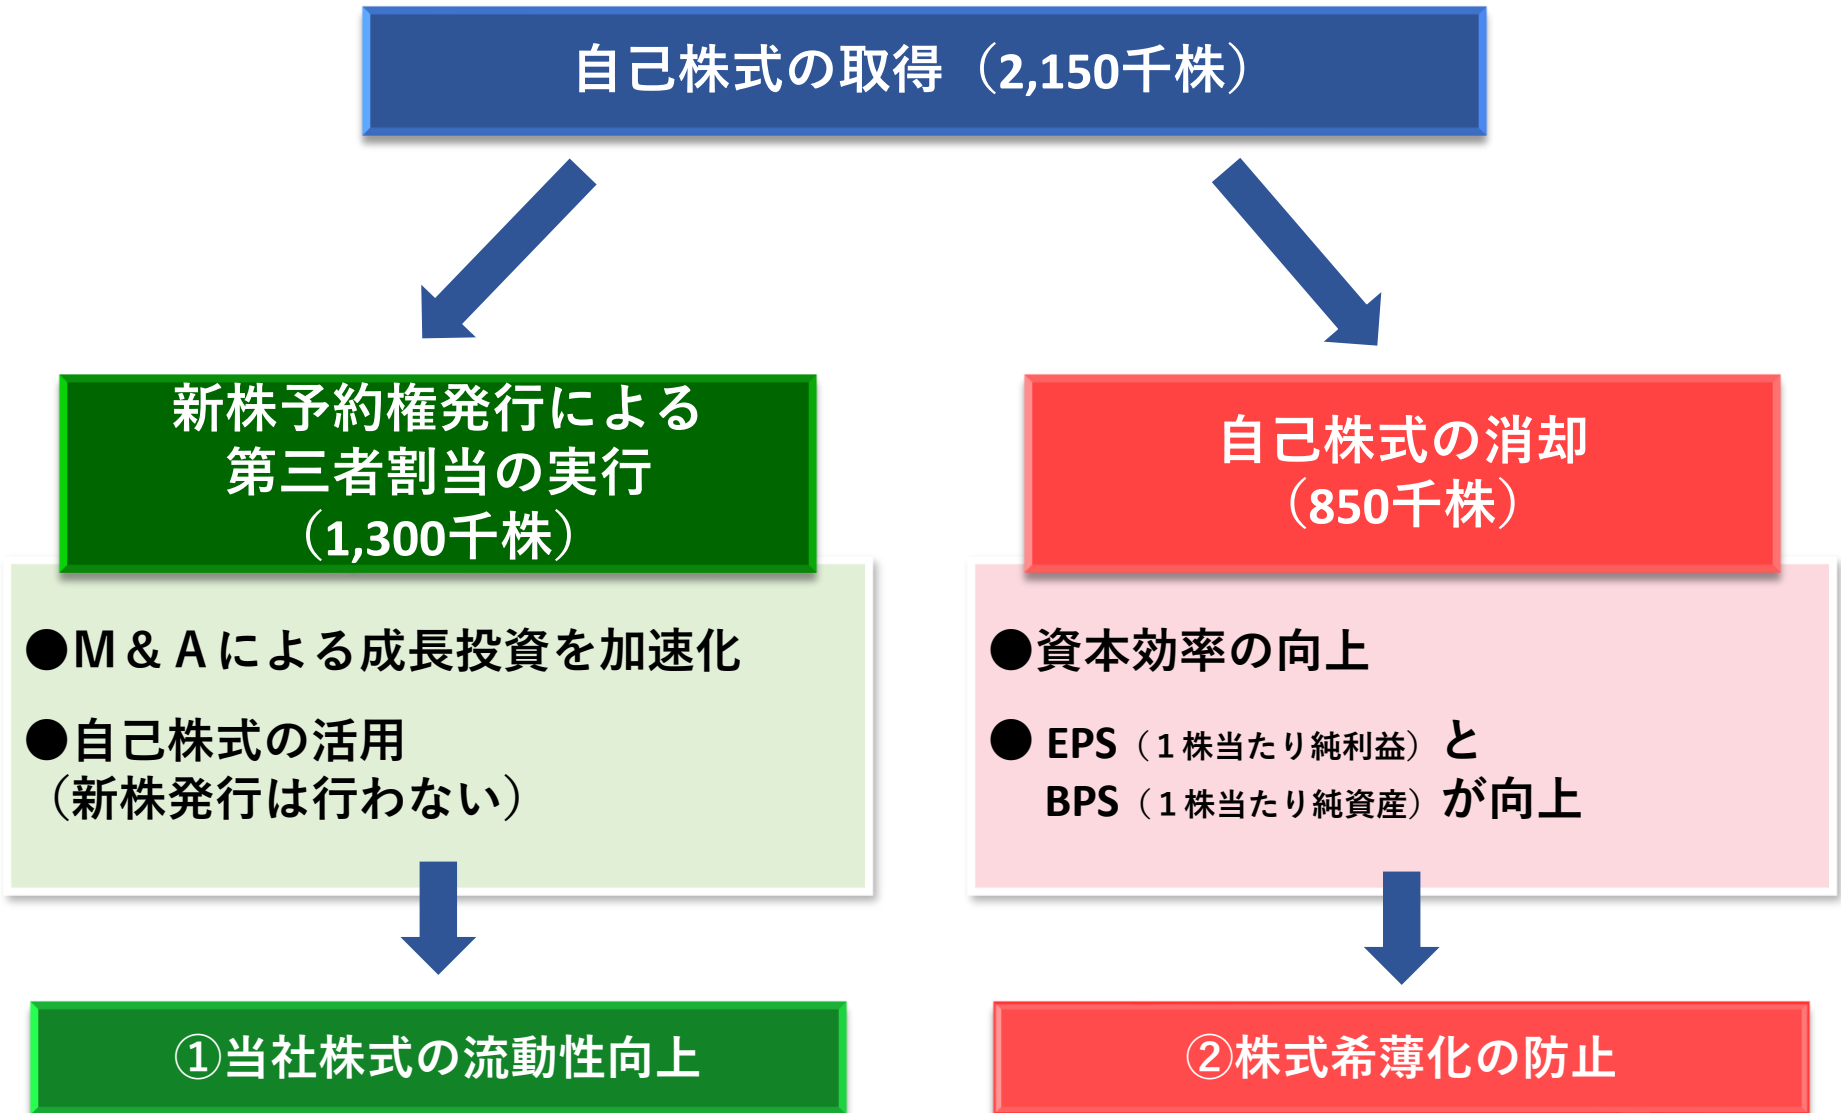 自己株式の取得（2,150千株）
新株予約権発行による
第三者割当の実行
（1,300千株）
●Ｍ＆Ａによる成長投資を加速化
●自己株式の活用
（新株発行は行わない）
①当社株式の流動性向上
自己株式の消却
（850千株）
●資本効率の向上
● EPS（１株当たり純利益）と
BPS（１株当たり純資産）が向上
②株式希薄化の防止